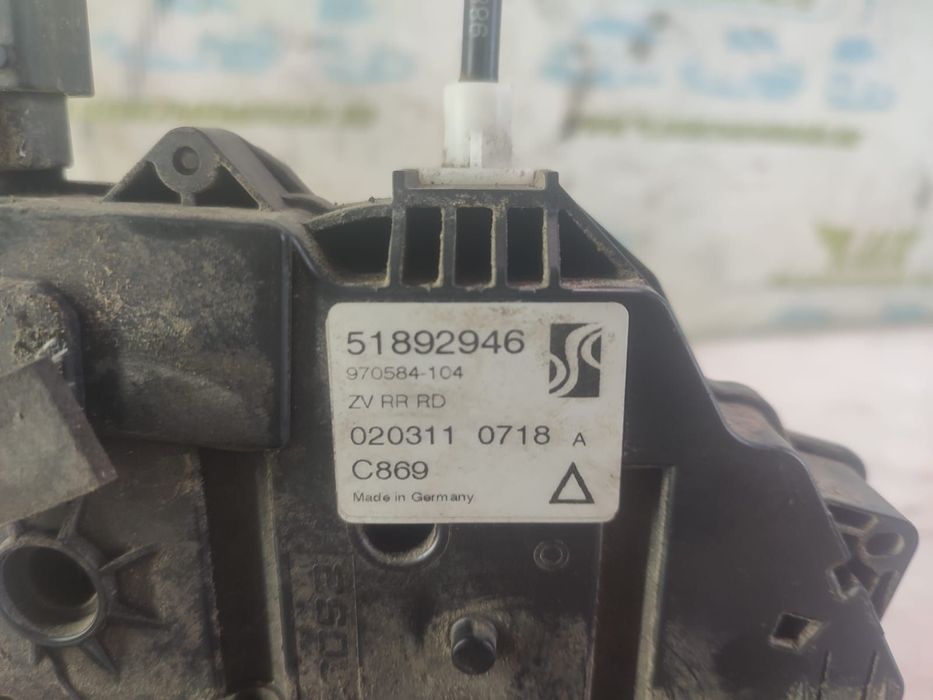 51892946
970584-104
ZV RR RD
020311 0718 A
C869
Made in Germany